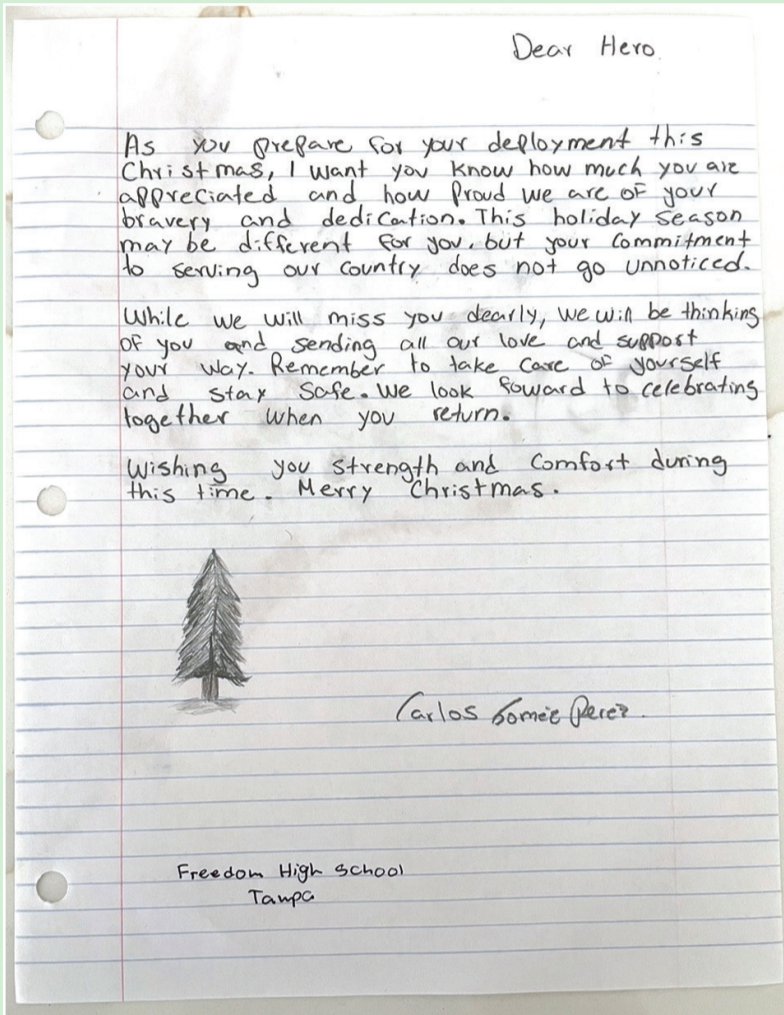 Dear Hero.
As you prepare for your deployment this
Christmas, I want you know how much you are
appreciated and how proud we are of your
bravery and dedication. This holiday season
may be different for you, but your commitment
to serving our country does not go unnoticed.
While we will miss you dearly, we will be thinking
of you and sending all our love and support
your way. Remember to take care of yourself
and stay safe. We look foward to celebrating
together when you return.
Wishing you strength and comfort during
this time. Merry Christmas.
Carlos Gomez Perez.
Freedom High School
Tampa